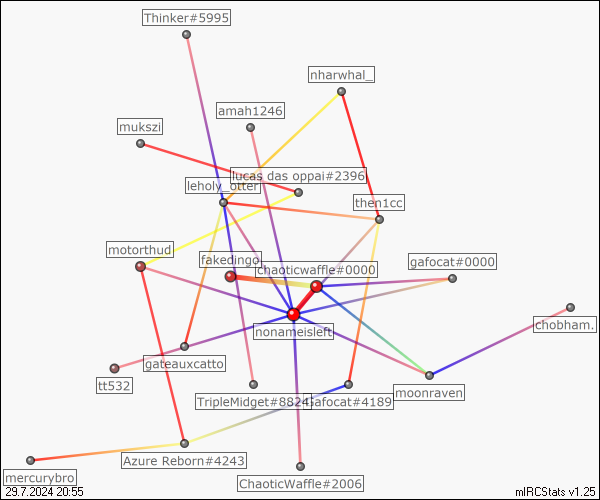 Thinker#5995
nharwhal_
amah1246
mukszi
lucas das oppai#2396
leholy_otter
then1cc
motorthud
fakedingo
chaoticwaffle#0000
gafocat#0000
nonameisleft
chobham.
gateauxcatto
tt532
TripleMidget#8824
Gafocat#4189
moonraven
Azure Reborn#4243
mercurybro
ChaoticWaffle#2006
29.7.2024 20:55
mIRCStats v1.25